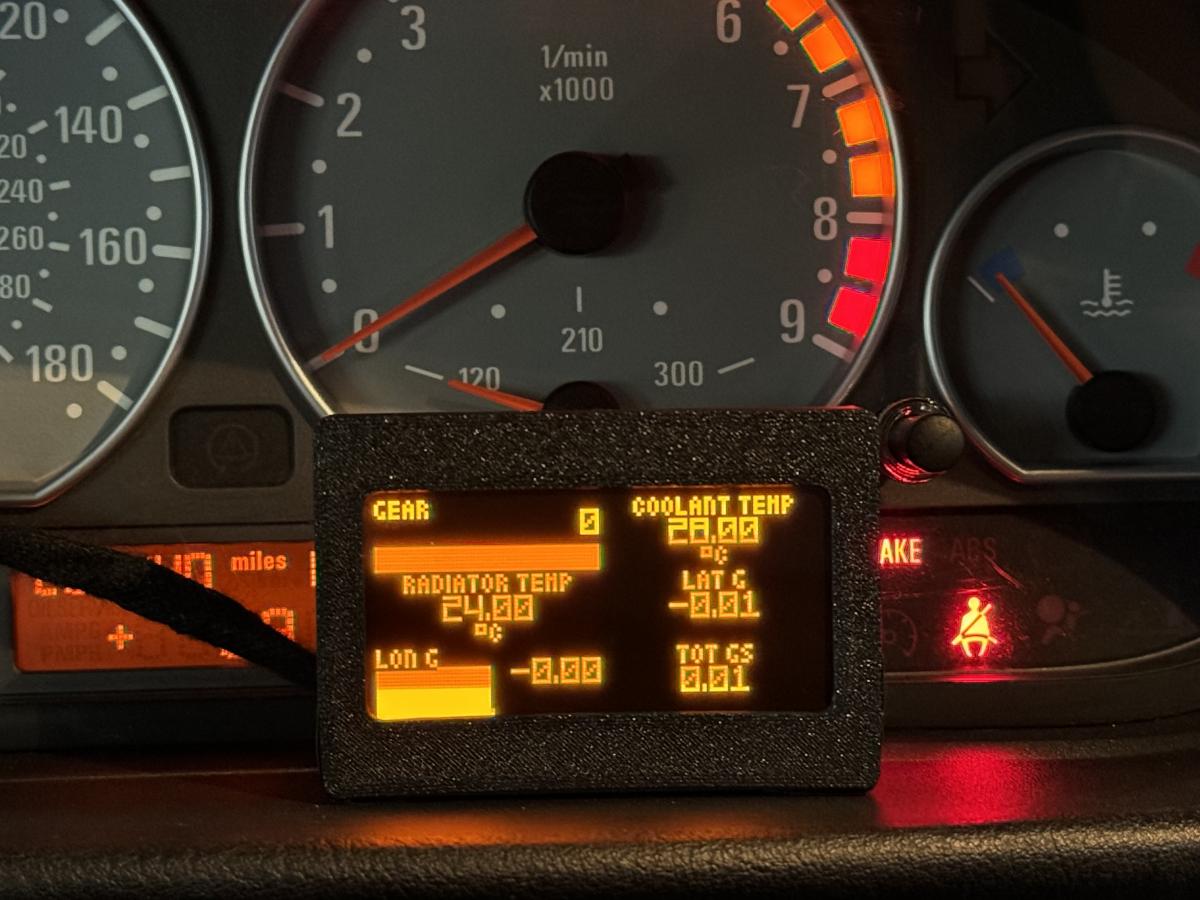 20
140
20
240
160
260
80
180
3
2
1
0
1/min
x1000
6
7
8
9
120
210
300
miles
GEAR
0
RADIATOR TEMP
24.00
°C
LON G
-0.00
COOLANT TEMP
28.00
°C
LAT G
-0.01
TOT GS
0.01
AKE
ABS